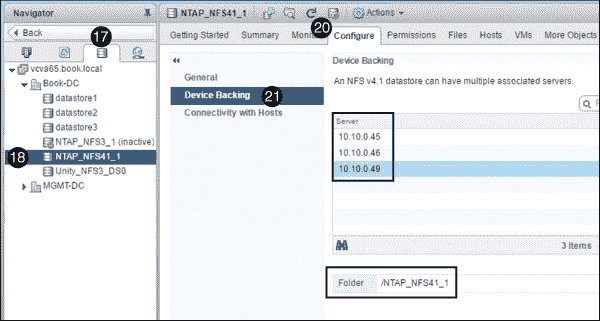 Navigator
Back
17
vcva65.book.local
Book-DC
datastore1
datastore2
datastore3
NTAP_NFS3_1 (inactive)
18 NTAP_NFS41_1
Unity_NFS3_DS0
MGMT-DC
NTAP_NFS41_1 Actions
20
Getting Started Summary Configure Permissions Files Hosts VMs More Objects
General
Device Backing 21
Connectivity with Hosts
Device Backing
An NFS v4.1 datastore can have multiple associated servers.
Server
10.10.0.45
10.10.0.46
10.10.0.49
3 items
Folder /NTAP_NFS41_1